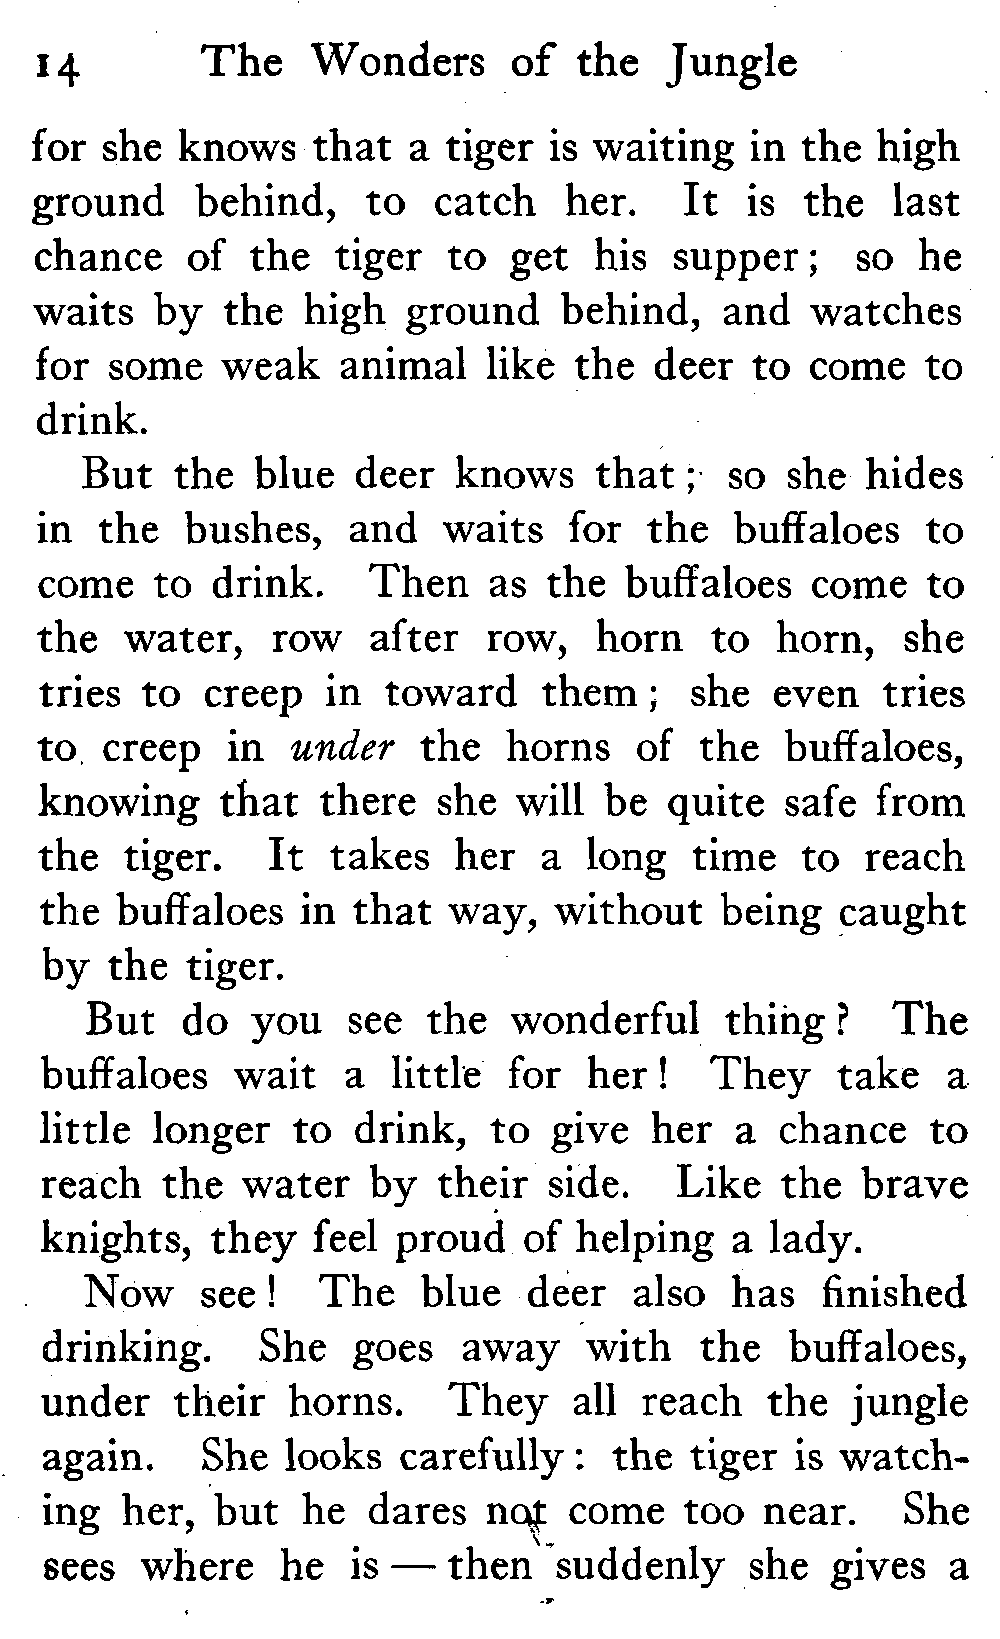 14 The Wonders of the Jungle
for she knows that a tiger is waiting in the high
ground behind, to catch her. It is the last
chance of the tiger to get his supper; so he
waits by the high ground behind, and watches
for some weak animal like the deer to come to
drink.
But the blue deer knows that; so she hides
in the bushes, and waits for the buffaloes to
come to drink. Then as the buffaloes come to
the water, row after row, horn to horn, she
tries to creep in toward them; she even tries
to creep in under the horns of the buffaloes,
knowing that there she will be quite safe from
the tiger. It takes her a long time to reach
the buffaloes in that way, without being caught
by the tiger.
But do you see the wonderful thing? The
buffaloes wait a little for her! They take a
little longer to drink, to give her a chance to
reach the water by their side. Like the brave
knights, they feel proud of helping a lady.
Now see! The blue deer also has finished
drinking. She goes away with the buffaloes,
under their horns. They all reach the jungle
again. She looks carefully: the tiger is watch-
ing her, but he dares not come too near. She
sees where he is — then suddenly she gives a